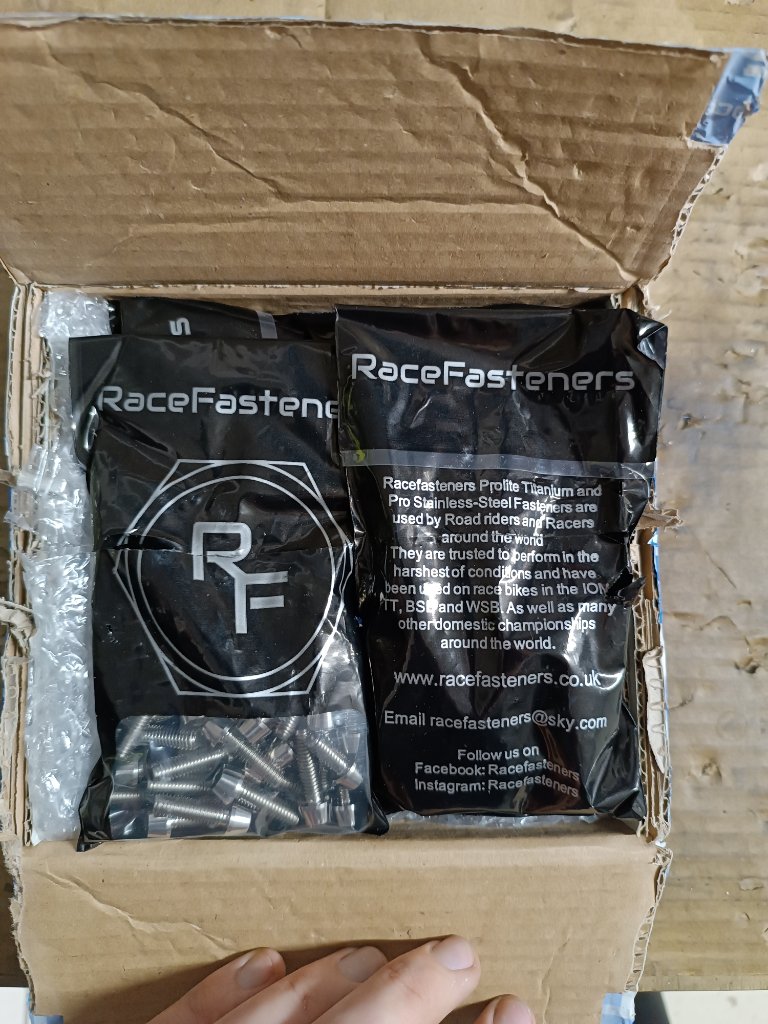 S
RaceFastene
RF
RaceFasteners
Racefasteners Prolite Titanium and
Pro Stainless-Steel Fasteners are
used by Road riders and Racers
around the world
They are trusted to perform in the
harshest of conditions and have
been used on race bikes in the ION
TT, BSB and WSB. As well as many
other domestic championships
around the world.
www.racefasteners.co.uk
Email racefasteners@sky.com
Follow us on
Facebook: Racefasteners
Instagram: Racefasteners